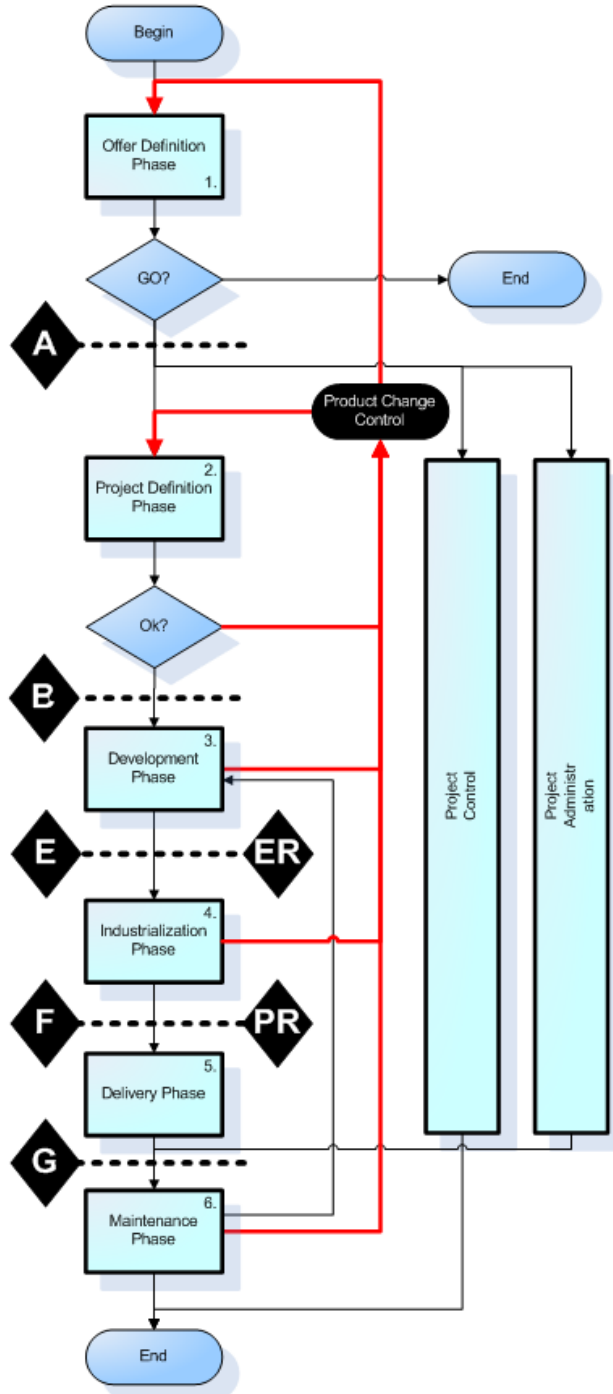 Begin
Offer Definition
Phase
1.
GO?
End
A
Product Change
Control
2.
Project Definition
Phase
Ok?
B
3.
Development
Phase
Project
Control
Project
Administr
ation
E
ER
4.
Industrialization
Phase
F
PR
5.
Delivery Phase
G
6.
Maintenance
Phase
End